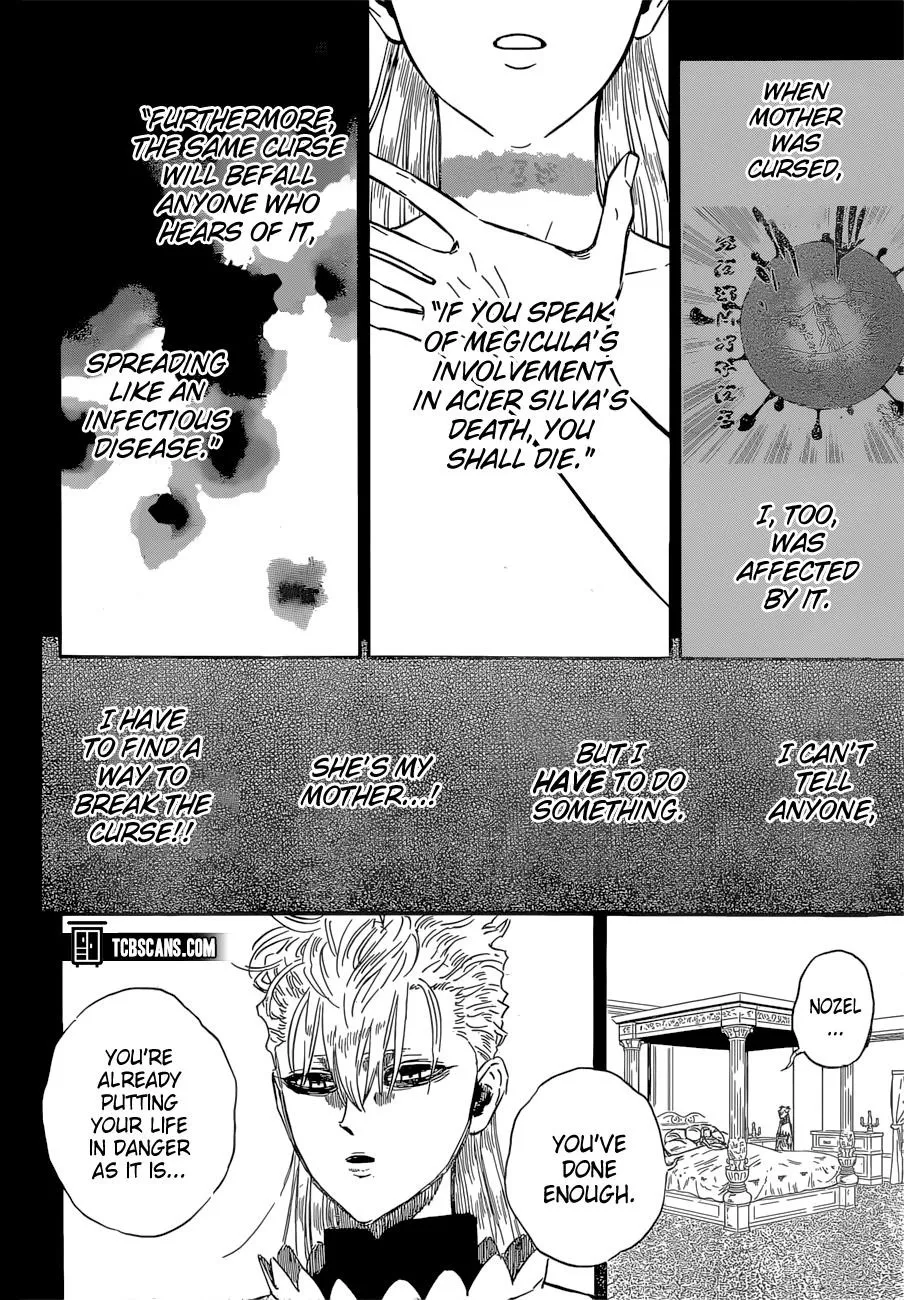 WHEN
MOTHER
WAS
CURSED,
I, TOO,
WAS
AFFECTED
BY IT.
"IF YOU SPEAK
OF MEGICULA'S
INVOLVEMENT
IN ACIER SILVA'S
DEATH, YOU
SHALL DIE."
"FURTHERMORE,
THE SAME CURSE
WILL BEFALL
ANYONE WHO
HEARS OF IT,
SPREADING
LIKE AN
INFECTIOUS
DISEASE."
I CAN'T
TELL
ANYONE,
BUT I
HAVE TO DO
SOMETHING.
SHE'S MY
MOTHER...!
I HAVE
TO FIND A
WAY TO
BREAK THE
CURSE!!
NOZEL
...
YOU'VE
DONE
ENOUGH.
YOU'RE
ALREADY
PUTTING
YOUR LIFE
IN DANGER
AS IT IS...
TCBSCANS.COM